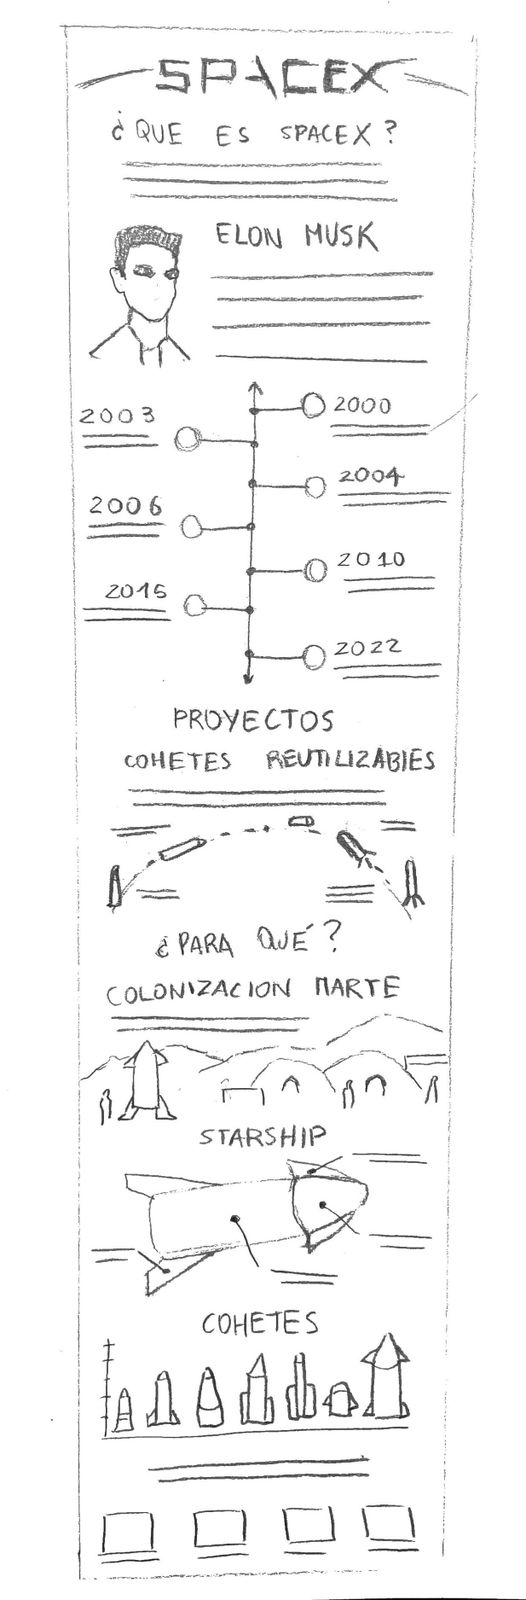 SPACEX
¿QUE ES SPACEX?
ELON MUSK
2000
2003
2004
2006
2010
2015
2022
PROYECTOS
COHETES REUTILIZABLES
¿PARA QUÉ?
COLONIZACION MARTE
STARSHIP
COHETES